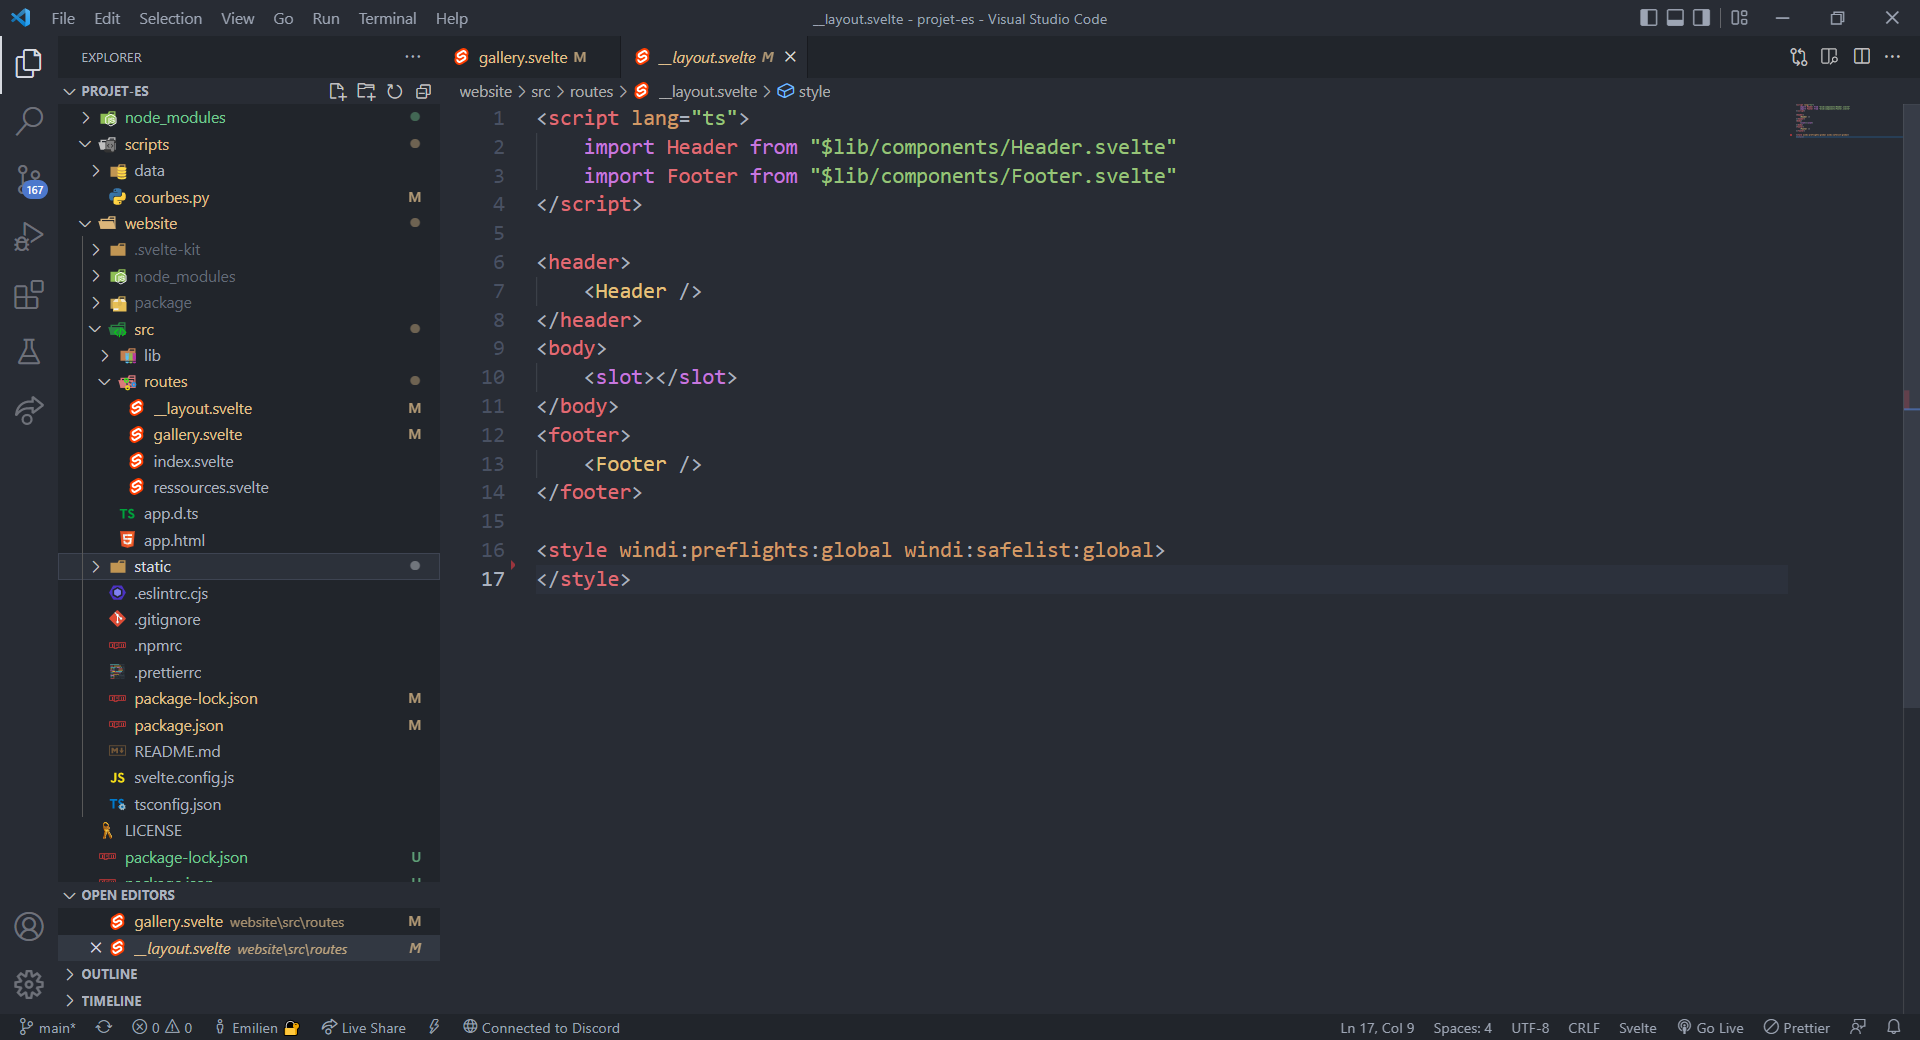 File Edit Selection View Go Run Terminal Help
__layout.svelte - projet-es - Visual Studio Code
EXPLORER
gallery.svelte M
__layout.svelte M
PROJET-ES
website > src > routes > __layout.svelte > style
node_modules
scripts
data
courbes.py M
website
.svelte-kit
node_modules
package
src
lib
routes
__layout.svelte M
gallery.svelte M
index.svelte
ressources.svelte
TS app.d.ts
app.html
static
.eslintrc.cjs
.gitignore
.npmrc
.prettierrc
package-lock.json M
package.json M
README.md
JS svelte.config.js
TS tsconfig.json
LICENSE
package-lock.json U
167
OPEN EDITORS
gallery.svelte website\src\routes M
__layout.svelte website\src\routes M
OUTLINE
TIMELINE
1 <script lang="ts">
2 import Header from "$lib/components/Header.svelte"
3 import Footer from "$lib/components/Footer.svelte"
4 </script>
5
6 <header>
7 <Header />
8 </header>
9 <body>
10 <slot></slot>
11 </body>
12 <footer>
13 <Footer />
14 </footer>
15
16 <style windi:preflights:global windi:safelist:global>
17 </style>
main* 0 0 Emilien Live Share Connected to Discord
Ln 17, Col 9 Spaces: 4 UTF-8 CRLF Svelte Go Live Prettier